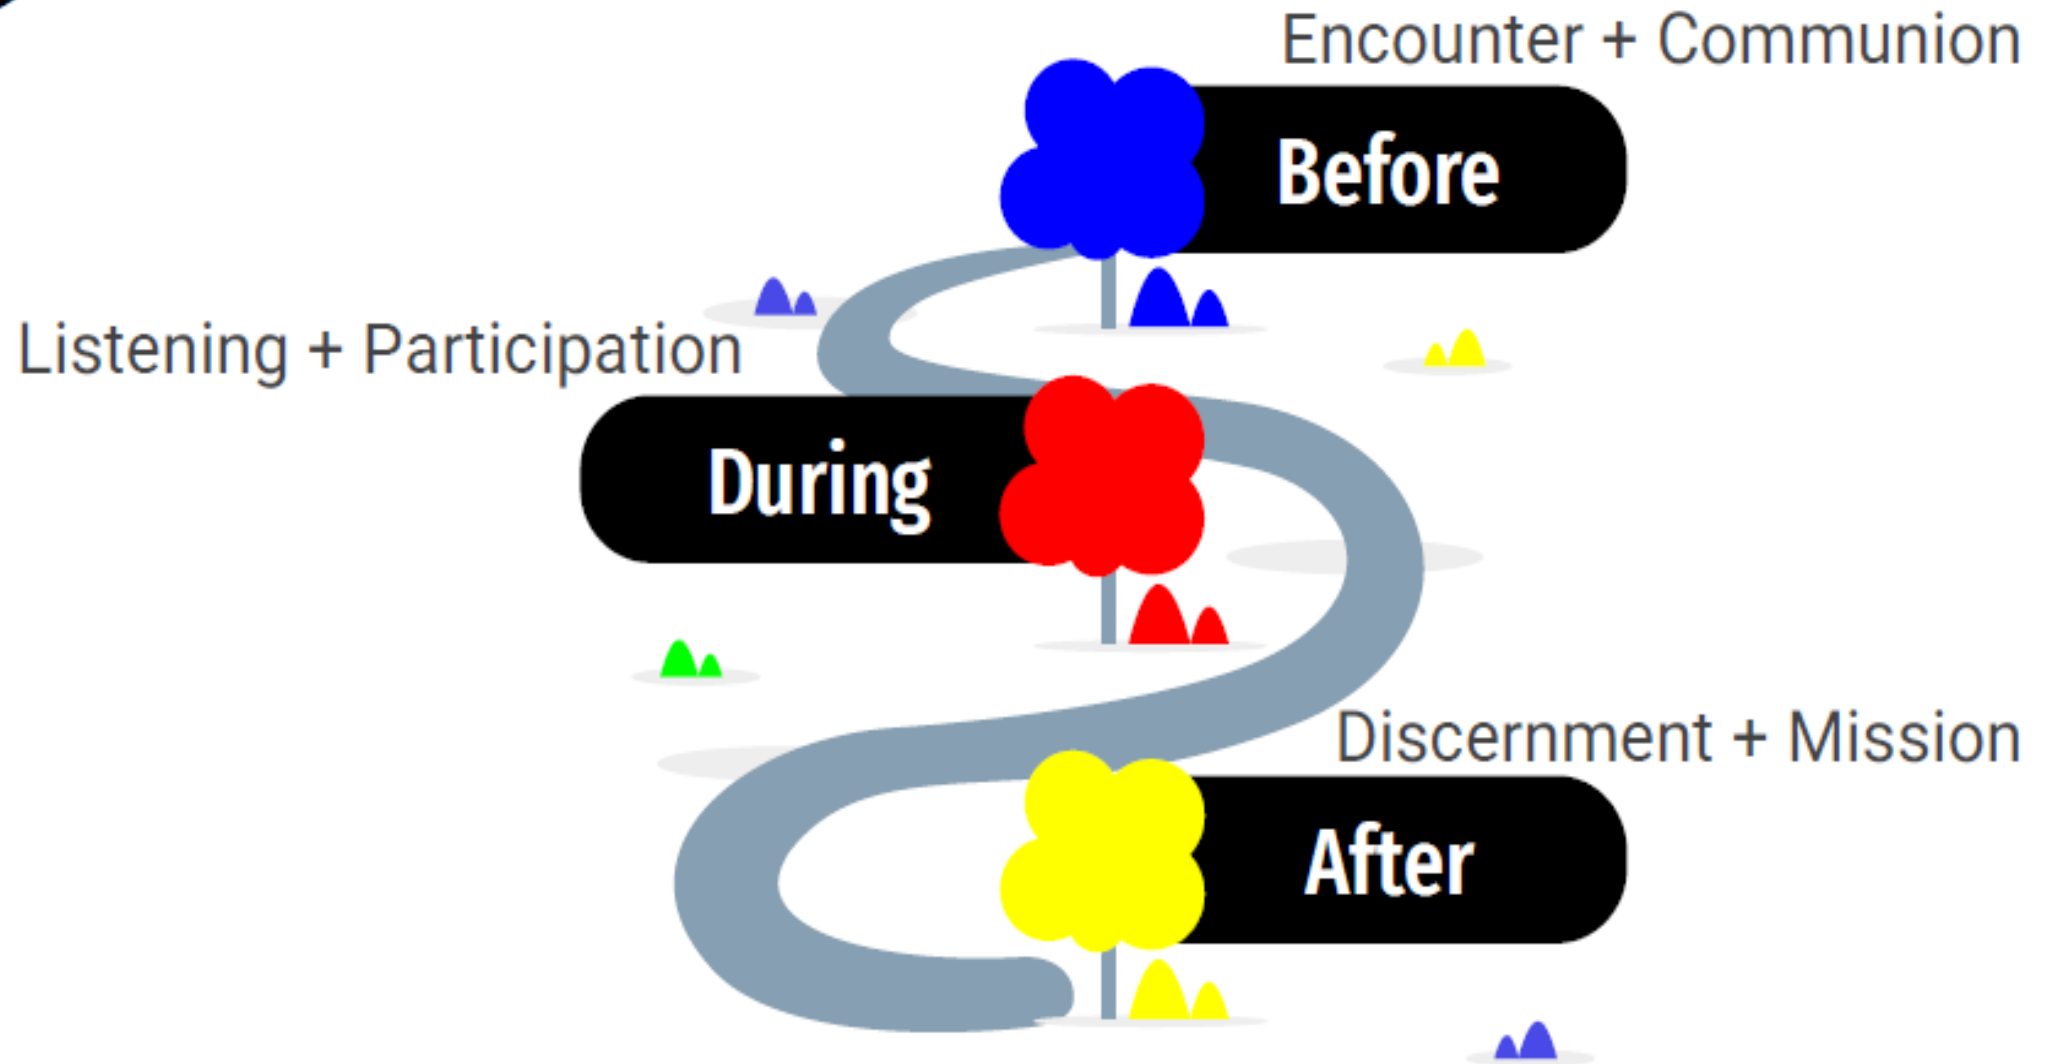 Encounter + Communion
Before
Listening + Participation
During
Discernment + Mission
After